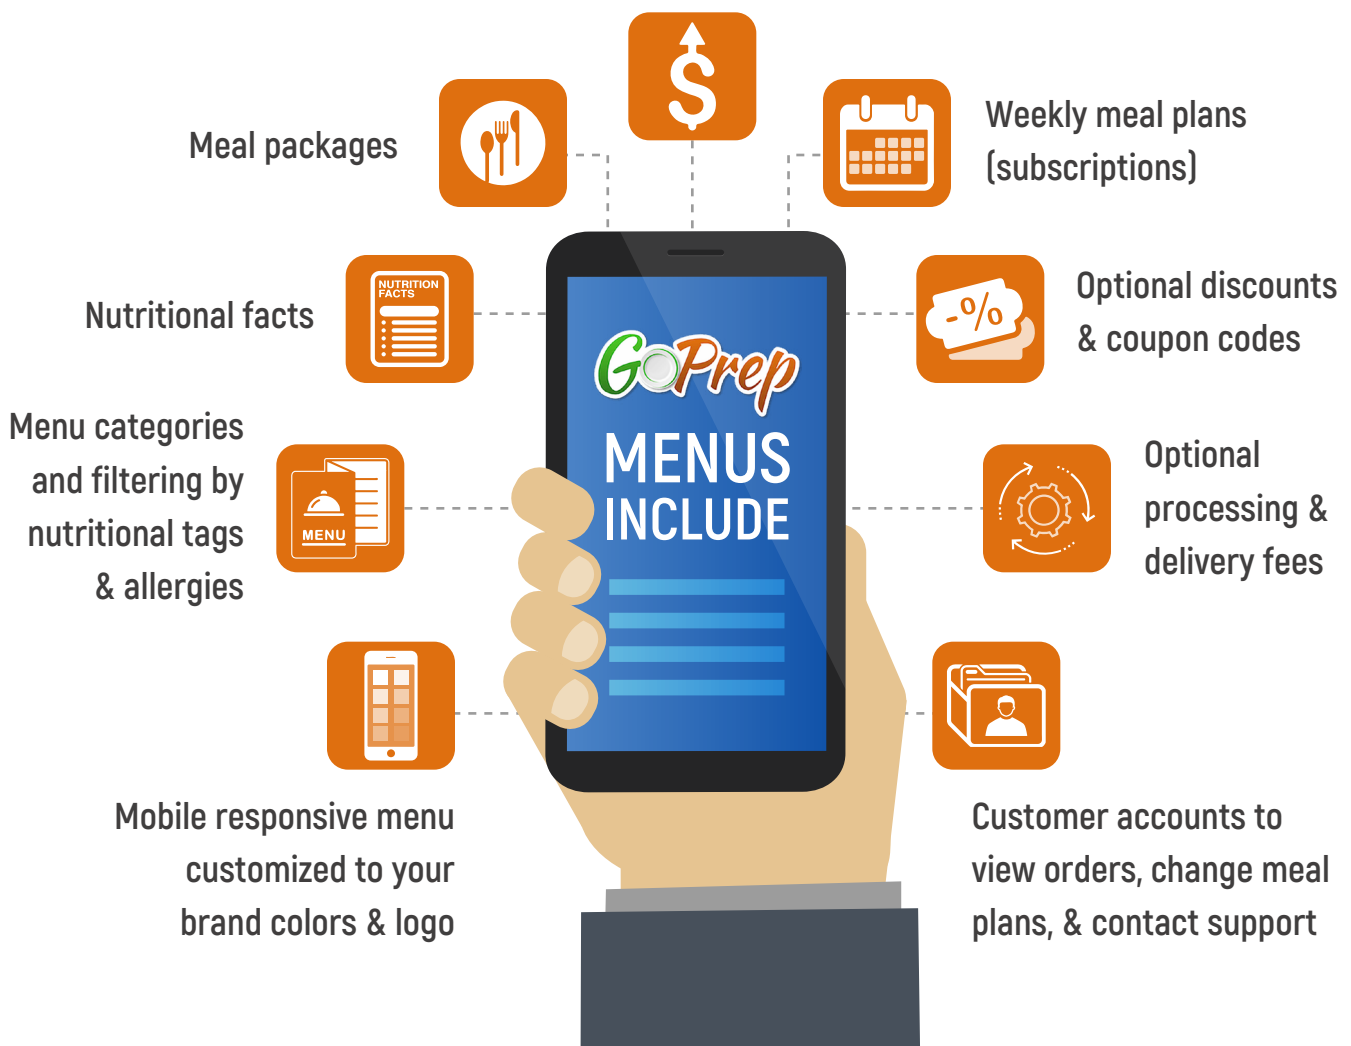 Meal packages
Weekly meal plans
(subscriptions)
Nutritional facts
NUTRITION
FACTS
Optional discounts
& coupon codes
-%
GoPrep
MENUS
INCLUDE
Menu categories
and filtering by
nutritional tags
& allergies
MENU
Optional
processing &
delivery fees
Mobile responsive menu
customized to your
brand colors & logo
Customer accounts to
view orders, change meal
plans, & contact support
$